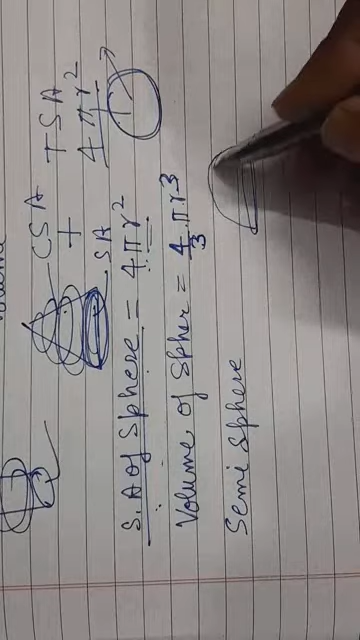 CSA TSA
+ 4πr²
SA
S.A of Sphere = 4πr²
Volume of Spher = 4/3 πr³
Semi Sphere